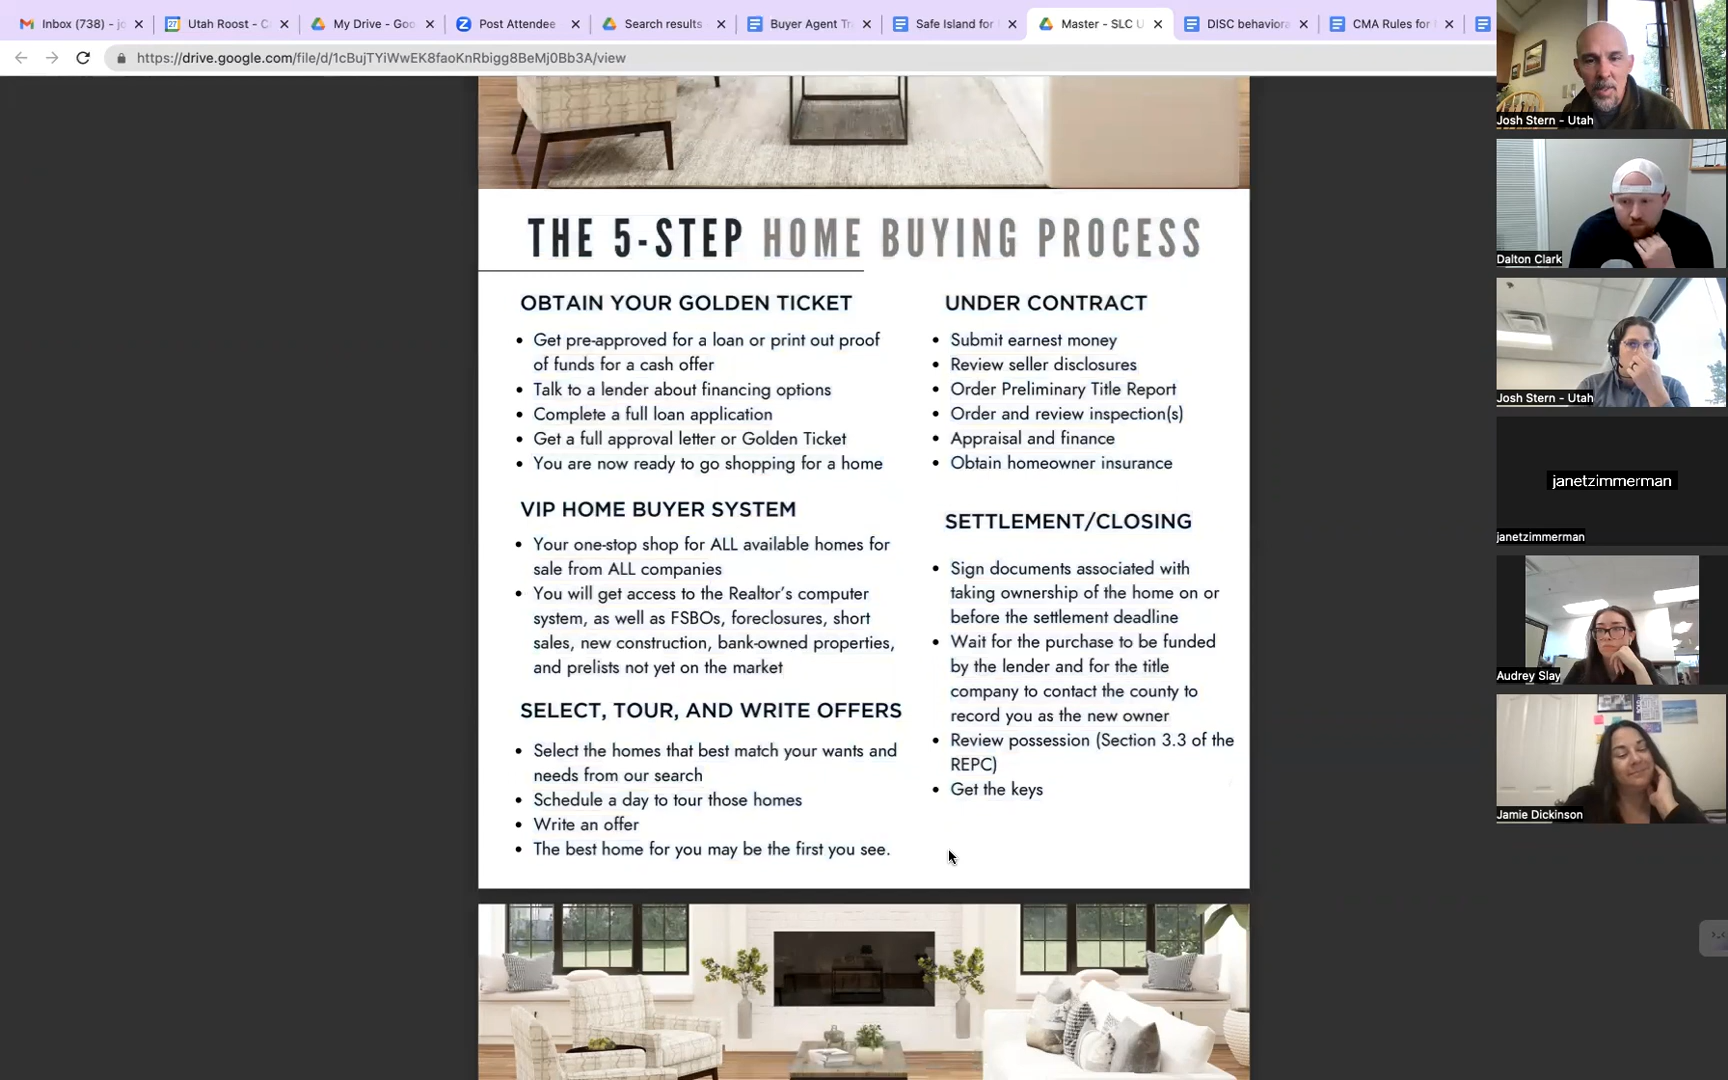 Inbox (738) - jo
Utah Roost - C
My Drive - Goo
Post Attendee
Search results
Buyer Agent Tr
Safe Island for
Master - SLC U
DISC behaviora
CMA Rules for
https://drive.google.com/file/d/1cBujTYiWwEK8faoKnRbigg8BeMj0Bb3A/view
THE 5-STEP HOME BUYING PROCESS
OBTAIN YOUR GOLDEN TICKET
• Get pre-approved for a loan or print out proof
of funds for a cash offer
• Talk to a lender about financing options
• Complete a full loan application
• Get a full approval letter or Golden Ticket
• You are now ready to go shopping for a home
VIP HOME BUYER SYSTEM
• Your one-stop shop for ALL available homes for
sale from ALL companies
• You will get access to the Realtor's computer
system, as well as FSBOs, foreclosures, short
sales, new construction, bank-owned properties,
and prelists not yet on the market
SELECT, TOUR, AND WRITE OFFERS
• Select the homes that best match your wants and
needs from our search
• Schedule a day to tour those homes
• Write an offer
• The best home for you may be the first you see.
UNDER CONTRACT
• Submit earnest money
• Review seller disclosures
• Order Preliminary Title Report
• Order and review inspection(s)
• Appraisal and finance
• Obtain homeowner insurance
SETTLEMENT/CLOSING
• Sign documents associated with
taking ownership of the home on or
before the settlement deadline
• Wait for the purchase to be funded
by the lender and for the title
company to contact the county to
record you as the new owner
• Review possession (Section 3.3 of the
REPC)
• Get the keys
Josh Stern - Utah
Dalton Clark
Josh Stern - Utah
janetzimmerman
janetzimmerman
Audrey Slay
Jamie Dickinson